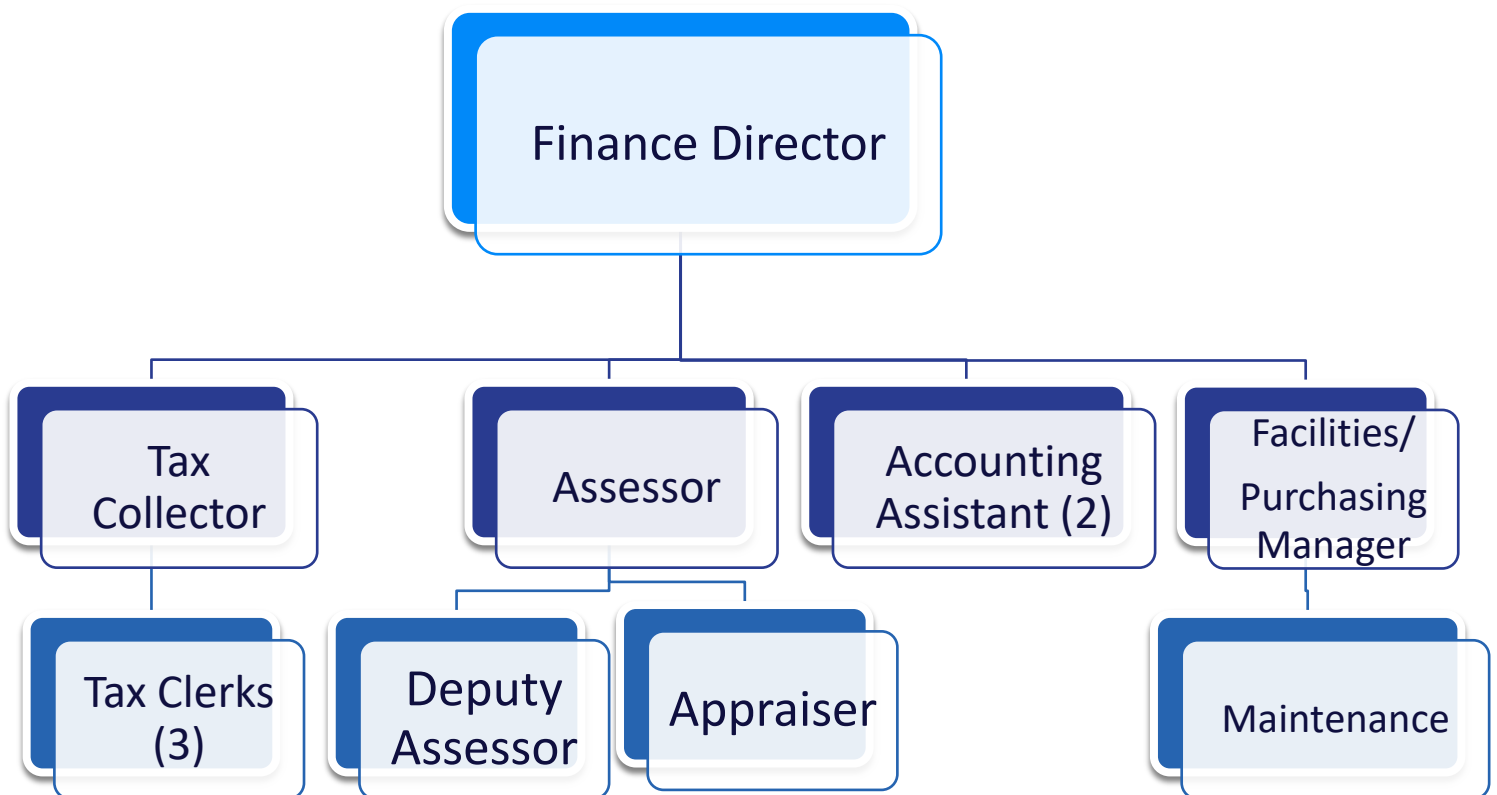 Finance Director
Tax
Collector
Assessor
Accounting
Assistant (2)
Facilities/
Purchasing
Manager
Tax Clerks
(3)
Deputy
Assessor
Appraiser
Maintenance